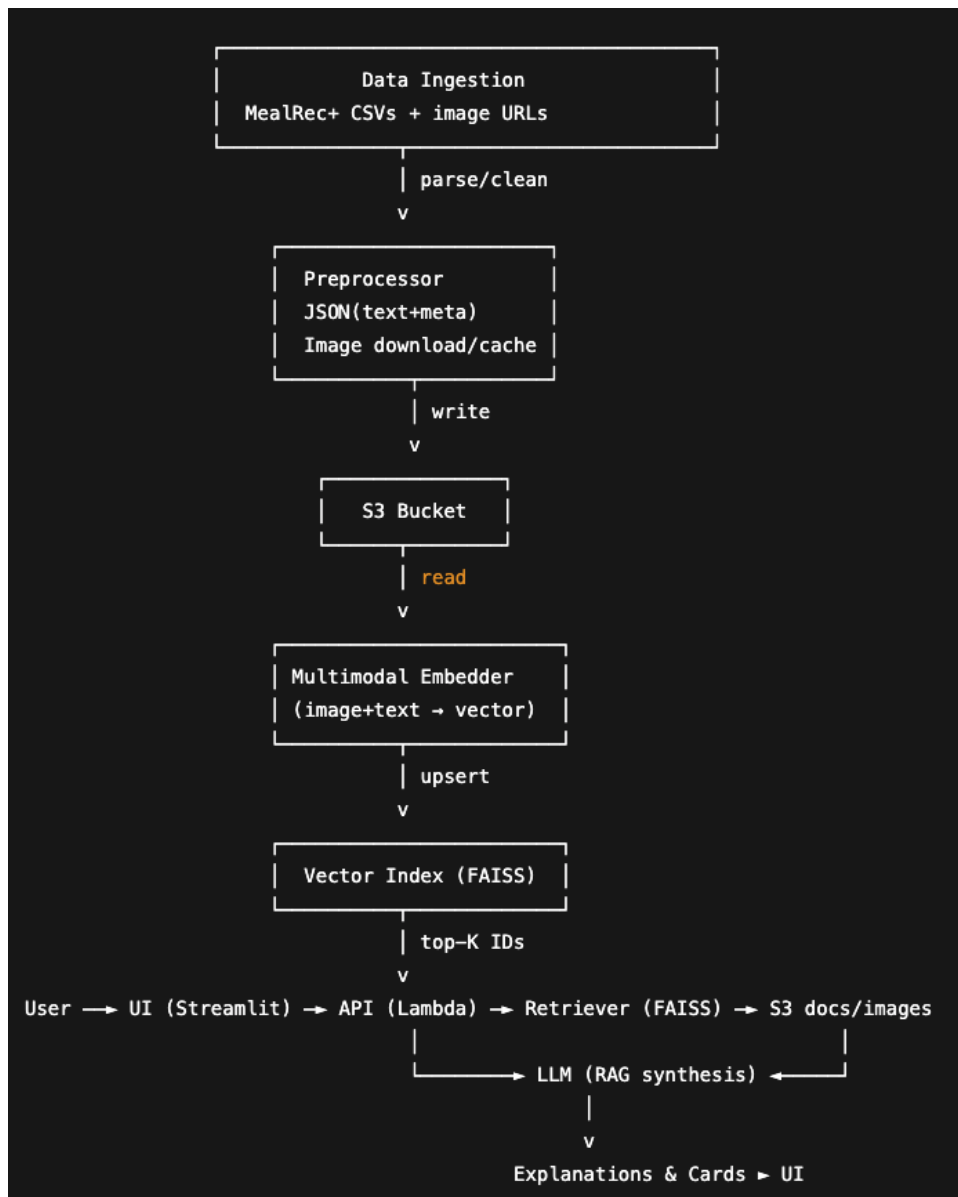 Data Ingestion
MealRec+ CSVs + image URLs
parse/clean
v
Preprocessor
JSON(text+meta)
Image download/cache
write
v
S3 Bucket
read
v
Multimodal Embedder
(image+text → vector)
upsert
v
Vector Index (FAISS)
top-K IDs
v
User ─→ UI (Streamlit) → API (Lambda) → Retriever (FAISS) → S3 docs/images
LLM (RAG synthesis)
v
Explanations & Cards ► UI